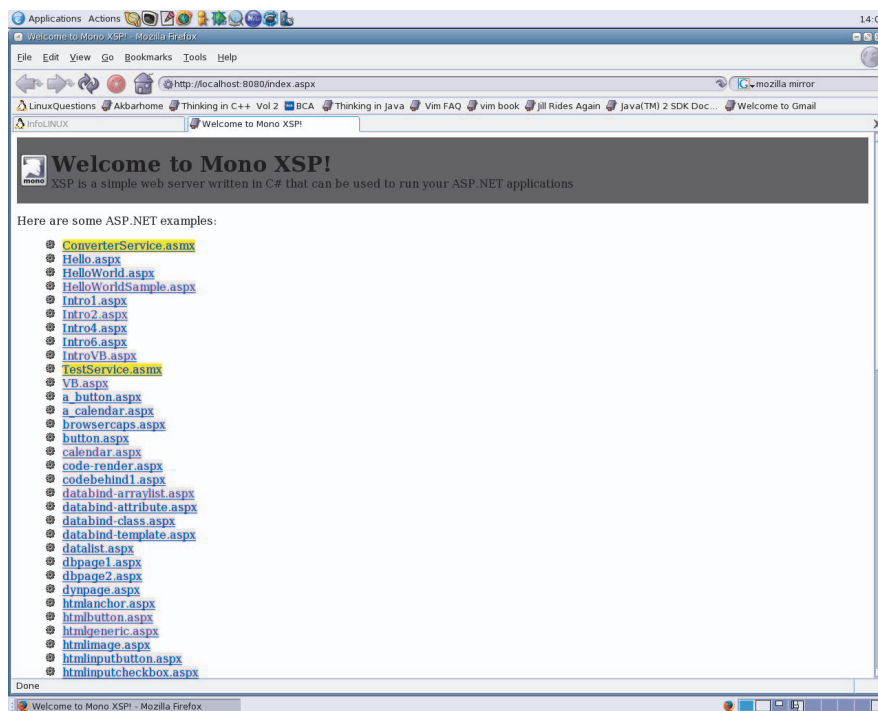 Applications Actions 14:0
Welcome to Mono XSP! - Mozilla Firefox
File Edit View Go Bookmarks Tools Help
http://localhost:8080/index.aspx G mozilla mirror
LinuxQuestions Akbarhome Thinking in C++ Vol 2 BCA Thinking in Java Vim FAQ vim book Jill Rides Again Java(TM) 2 SDK Doc... Welcome to Gmail
InfoLINUX Welcome to Mono XSP!
mono
Welcome to Mono XSP!
XSP is a simple web server written in C# that can be used to run your ASP.NET applications
Here are some ASP.NET examples:
ConverterService.asmx
Hello.aspx
HelloWorld.aspx
HelloWorldSample.aspx
Intro1.aspx
Intro2.aspx
Intro4.aspx
Intro6.aspx
IntroVB.aspx
TestService.asmx
VB.aspx
a_button.aspx
a_calendar.aspx
browsercaps.aspx
button.aspx
calendar.aspx
code-render.aspx
codebehind1.aspx
databind-arraylist.aspx
databind-attribute.aspx
databind-class.aspx
databind-template.aspx
datalist.aspx
dbpage1.aspx
dbpage2.aspx
dynpage.aspx
htmlanchor.aspx
htmlbutton.aspx
htmlgeneric.aspx
htmlimage.aspx
htmlinputbutton.aspx
htmlinputcheckbox.aspx
Done
Welcome to Mono XSP! - Mozilla Firefox